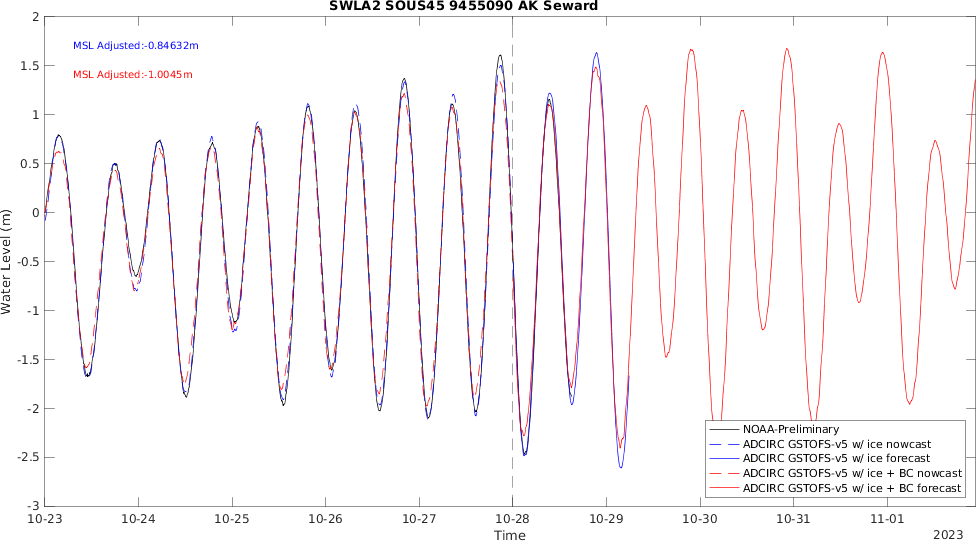 SWLA2 SOUS45 9455090 AK Seward
MSL Adjusted:-0.84632m
MSL Adjusted:-1.0045m
Water Level (m)
2
1.5
1
0.5
0
-0.5
-1
-1.5
-2
-2.5
-3
NOAA-Preliminary
ADCIRC GSTOFS-v5 w/ ice nowcast
ADCIRC GSTOFS-v5 w/ ice forecast
ADCIRC GSTOFS-v5 w/ ice + BC nowcast
ADCIRC GSTOFS-v5 w/ ice + BC forecast
10-23 10-24 10-25 10-26 10-27 10-28 10-29 10-30 10-31 11-01
Time
2023